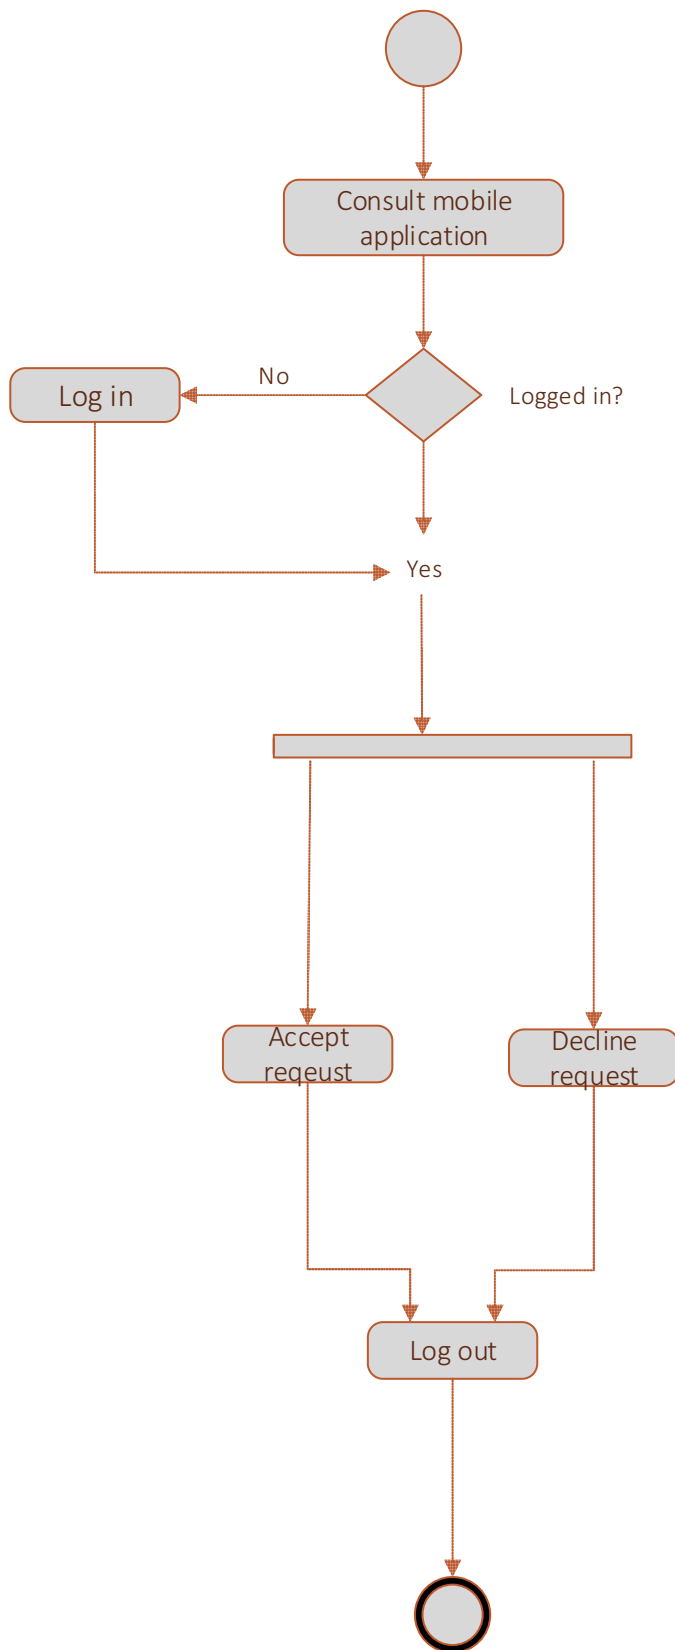 Consult mobile
application
No
Log in
Logged in?
Yes
Accept
reqeust
Decline
request
Log out